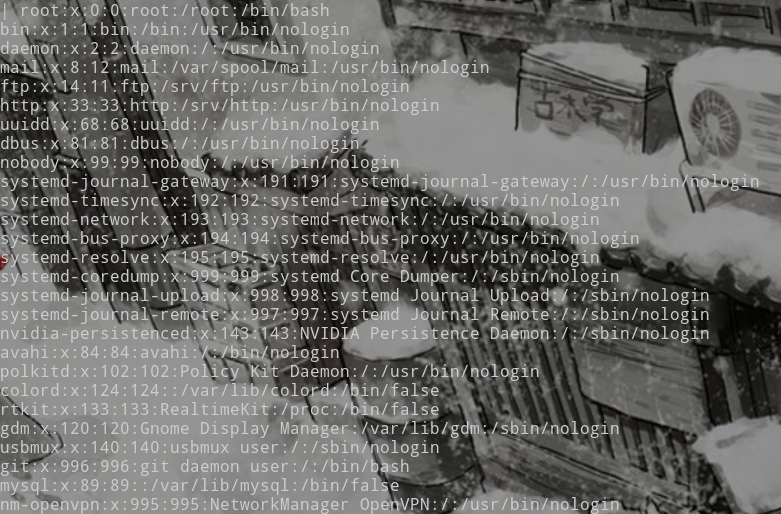 | root:x:0:0:root:/root:/bin/bash
bin:x:1:1:bin:/bin:/usr/bin/nologin
daemon:x:2:2:daemon:/:/usr/bin/nologin
mail:x:8:12:mail:/var/spool/mail:/usr/bin/nologin
ftp:x:14:11:ftp:/srv/ftp:/usr/bin/nologin
http:x:33:33:http:/srv/http:/usr/bin/nologin
uuidd:x:68:68:uuidd:/:/usr/bin/nologin
dbus:x:81:81:dbus:/:/usr/bin/nologin
nobody:x:99:99:nobody:/:/usr/bin/nologin
systemd-journal-gateway:x:191:191:systemd-journal-gateway:/:/usr/bin/nologin
systemd-timesync:x:192:192:systemd-timesync:/:/usr/bin/nologin
systemd-network:x:193:193:systemd-network:/:/usr/bin/nologin
systemd-bus-proxy:x:194:194:systemd-bus-proxy:/:/usr/bin/nologin
systemd-resolve:x:195:195:systemd-resolve:/:/usr/bin/nologin
systemd-coredump:x:999:999:systemd Core Dumper:/:/sbin/nologin
systemd-journal-upload:x:998:998:systemd Journal Upload:/:/sbin/nologin
systemd-journal-remote:x:997:997:systemd Journal Remote:/:/sbin/nologin
nvidia-persistenced:x:143:143:NVIDIA Persistence Daemon:/:/sbin/nologin
avahi:x:84:84:avahi:/:/bin/nologin
polkitd:x:102:102:Policy Kit Daemon:/:/usr/bin/nologin
colord:x:124:124::/var/lib/colord:/bin/false
rtkit:x:133:133:RealtimeKit:/proc:/bin/false
gdm:x:120:120:Gnome Display Manager:/var/lib/gdm:/sbin/nologin
usbmux:x:140:140:usbmux user:/:/sbin/nologin
git:x:996:996:git daemon user:/:/bin/bash
mysql:x:89:89::/var/lib/mysql:/bin/false
nm-openvpn:x:995:995:NetworkManager OpenVPN:/:/usr/bin/nologin